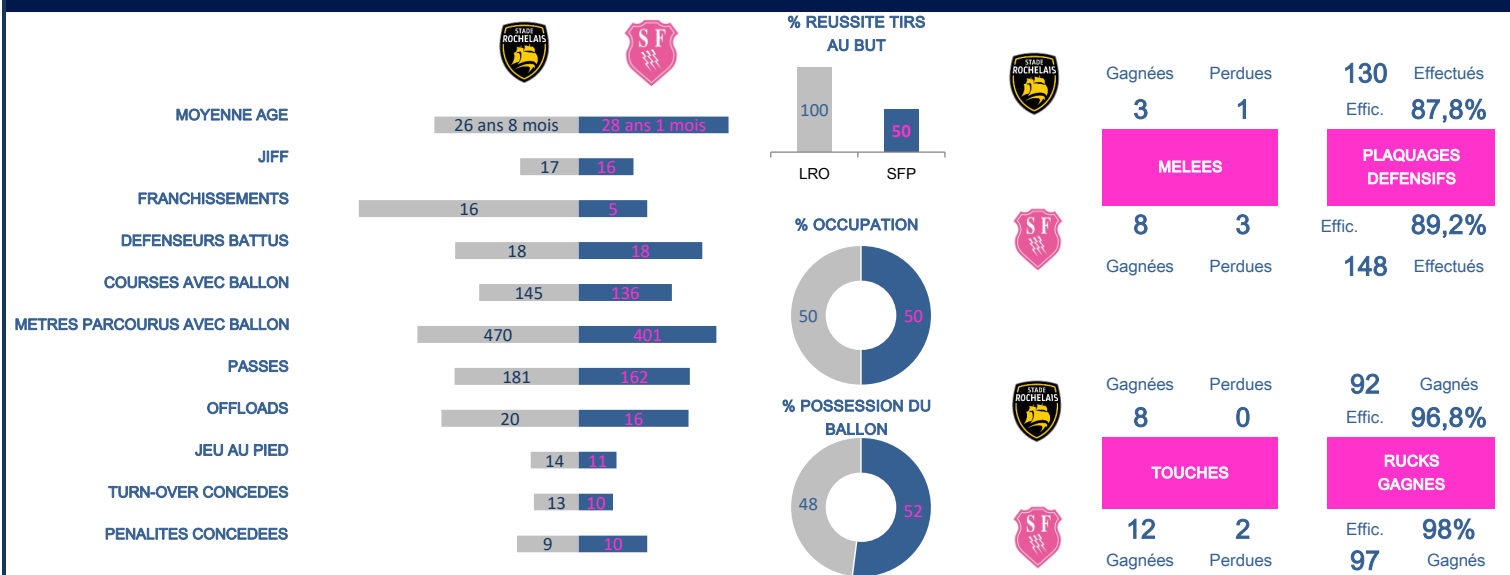 STADE
ROCHELAIS
SF
MOYENNE AGE
26 ans 8 mois 28 ans 1 mois
JIFF
17 16
FRANCHISSEMENTS
16 5
DEFENSEURS BATTUS
18 18
COURSES AVEC BALLON
145 136
METRES PARCOURUS AVEC BALLON
470 401
PASSES
181 162
OFFLOADS
20 16
JEU AU PIED
14 11
TURN-OVER CONCEDES
13 10
PENALITES CONCEDEES
9 10
% REUSSITE TIRS
AU BUT
100
50
LRO SFP
% OCCUPATION
50 50
% POSSESSION DU
BALLON
48 52
STADE
ROCHELAIS
Gagnées Perdues
3 1
MELEES
SF
8 3
Gagnées Perdues
130 Effectués
Effic. 87,8%
PLAQUAGES
DEFENSIFS
Effic. 89,2%
148 Effectués
STADE
ROCHELAIS
Gagnées Perdues
8 0
TOUCHES
SF
12 2
Gagnées Perdues
92 Gagnés
Effic. 96,8%
RUCKS
GAGNES
Effic. 98%
97 Gagnés